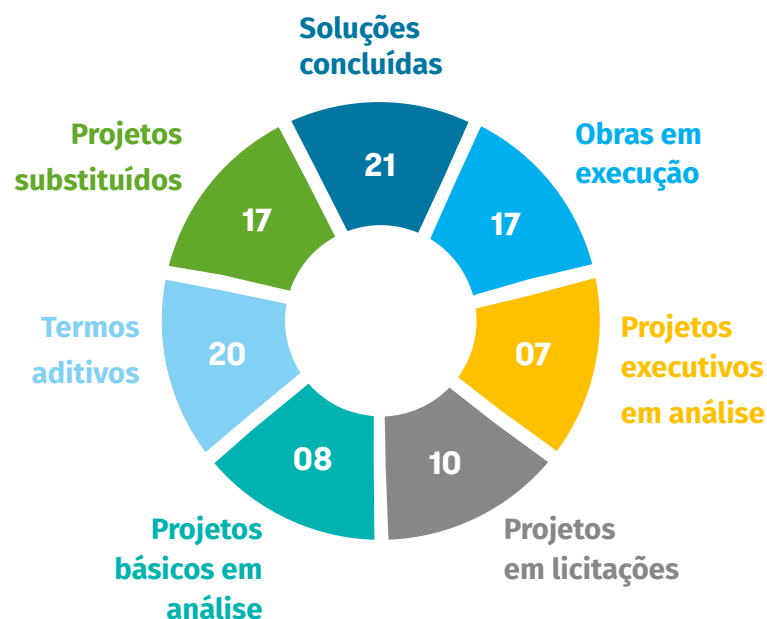 Soluções
concluídas
21
Obras em
execução
17
Projetos
executivos
em análise
07
Projetos
em licitações
10
Projetos
básicos em
análise
08
Termos
aditivos
20
Projetos
substituídos
17